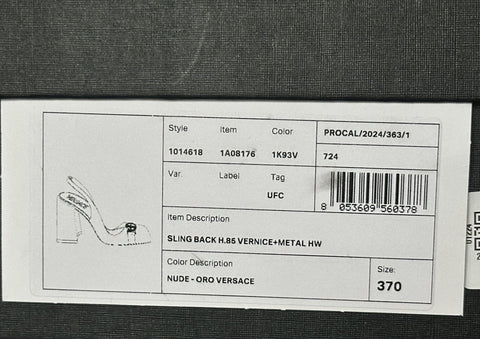 Style Item Color PROCAL/2024/363/1
1014618 1A08176 1K93V 724
Var. Label Tag
UFC
8 053609 560378
Item Description
SLING BACK H.85 VERNICE+METAL HW
Color Description
NUDE - ORO VERSACE
Size:
370